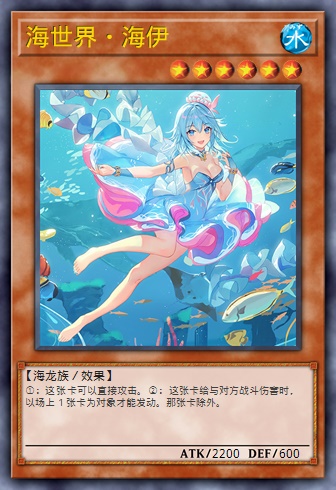 海世界・海伊
水
【海龙族／效果】
①：这张卡可以直接攻击。②：这张卡给与对方战斗伤害时，
以场上１张卡为对象才能发动。那张卡除外。
ATK/2200 DEF/600